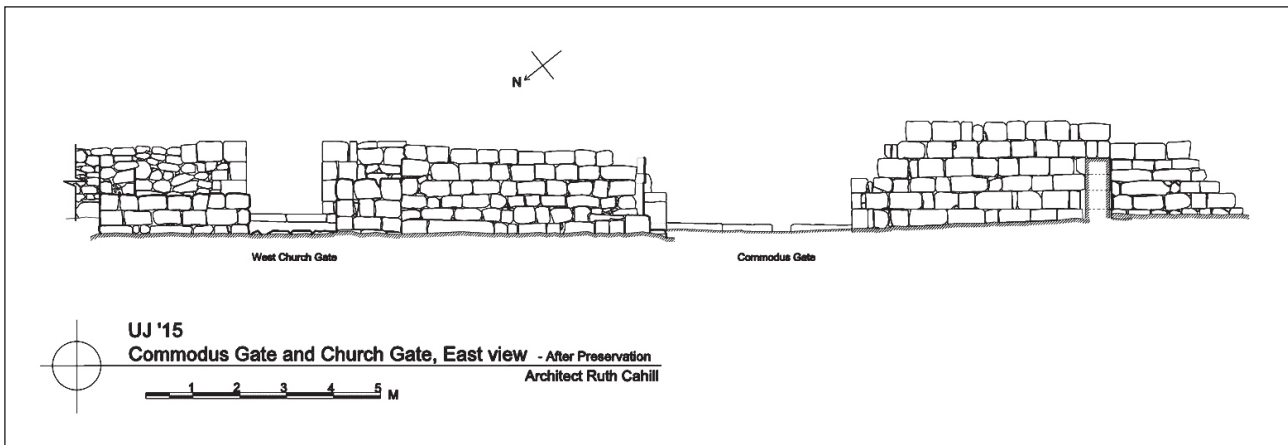 N
West Church Gate
Commodus Gate
UJ '15
Commodus Gate and Church Gate, East view - After Preservation
Architect Ruth Cahill
1 2 3 4 5 M